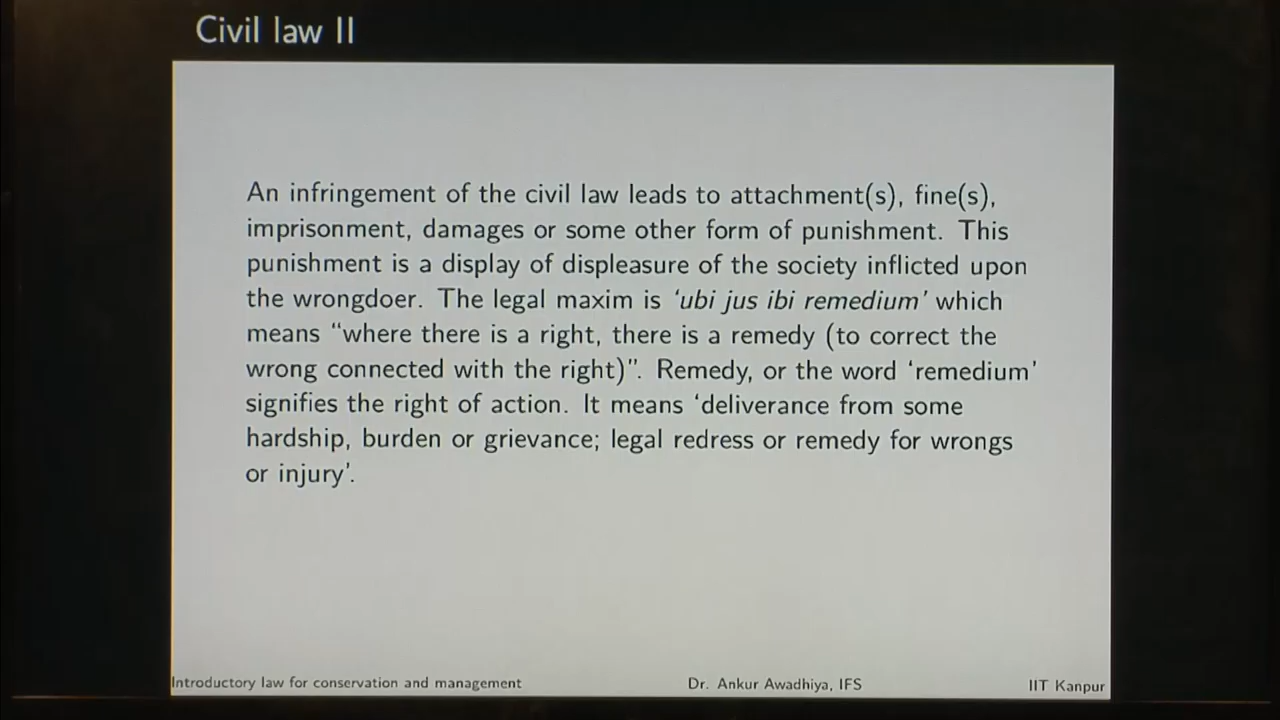 Civil law II
An infringement of the civil law leads to attachment(s), fine(s),
imprisonment, damages or some other form of punishment. This
punishment is a display of displeasure of the society inflicted upon
the wrongdoer. The legal maxim is ‘ubi jus ibi remedium’ which
means “where there is a right, there is a remedy (to correct the
wrong connected with the right)”. Remedy, or the word ‘remedium’
signifies the right of action. It means ‘deliverance from some
hardship, burden or grievance; legal redress or remedy for wrongs
or injury’.
Introductory law for conservation and management Dr. Ankur Awadhiya, IFS IIT Kanpur